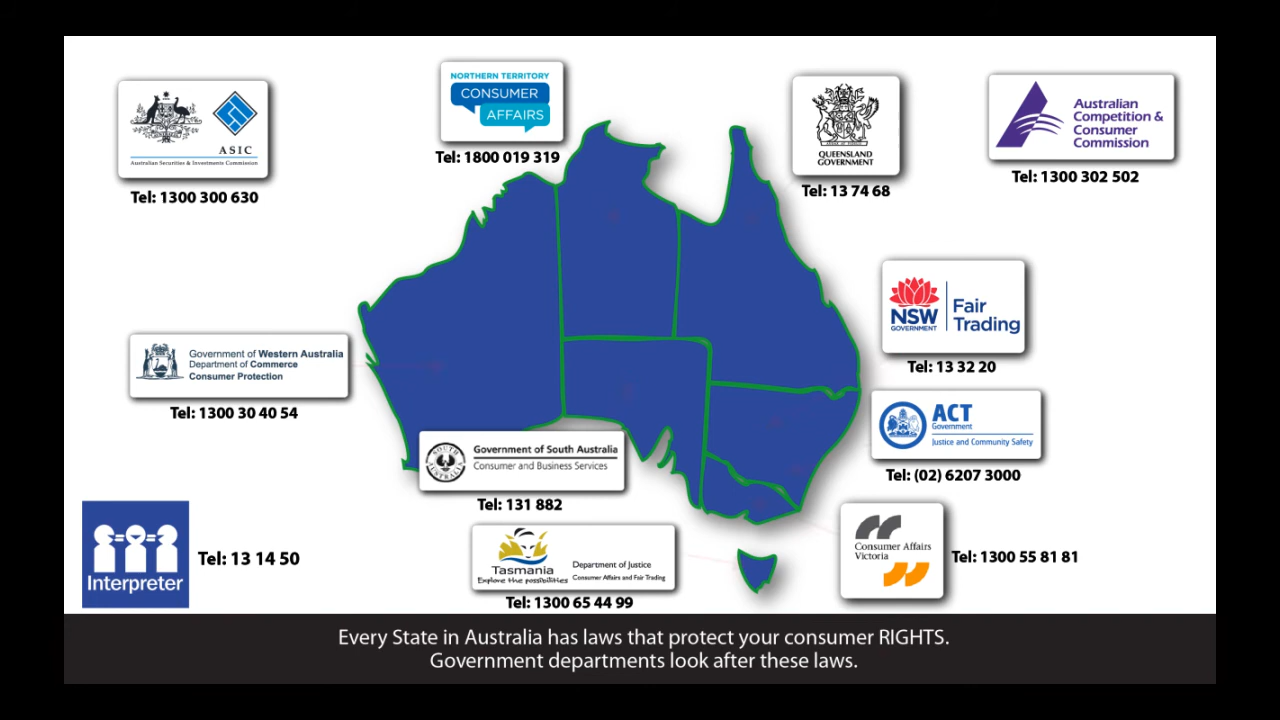 NORTHERN TERRITORY
CONSUMER
AFFAIRS
Tel: 1800 019 319
ASIC
Australian Securities & Investments Commission
Tel: 1300 300 630
QUEENSLAND
GOVERNMENT
Tel: 13 74 68
Australian
Competition &
Consumer
Commission
Tel: 1300 302 502
NSW
GOVERNMENT
Fair
Trading
Tel: 13 32 20
Government of Western Australia
Department of Commerce
Consumer Protection
Tel: 1300 30 40 54
ACT
Government
Justice and Community Safety
Tel: (02) 6207 3000
SOUTH
AUSTRALIA
Government of South Australia
Consumer and Business Services
Tel: 131 882
Interpreter
Tel: 13 14 50
Tasmania
Explore the possibilities
Department of Justice
Consumer Affairs and Fair Trading
Tel: 1300 65 44 99
Consumer Affairs
Victoria
Tel: 1300 55 81 81
Every State in Australia has laws that protect your consumer RIGHTS.
Government departments look after these laws.